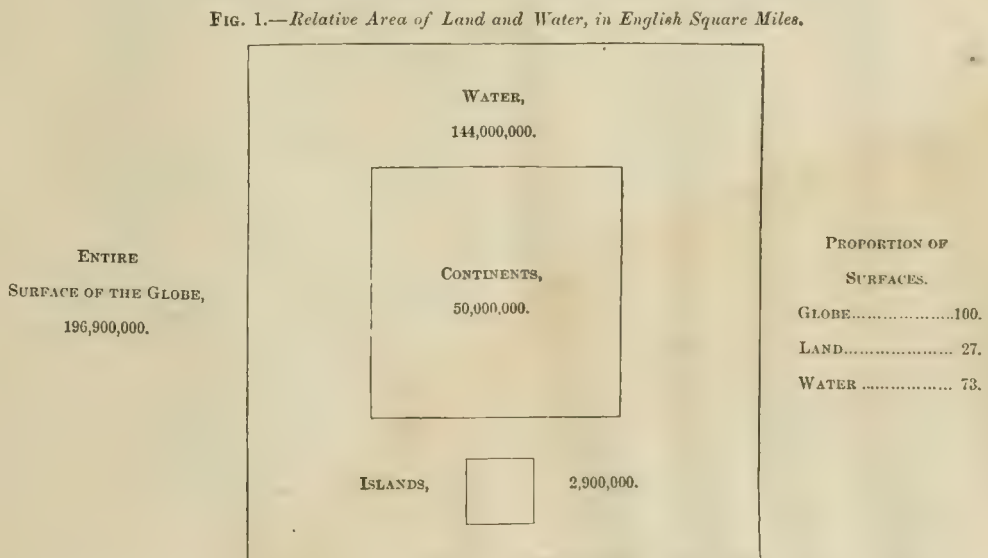 FIG. 1.—Relative Area of Land and Water, in English Square Miles.
WATER,
144,000,000.
ENTIRE
SURFACE OF THE GLOBE,
196,900,000.
CONTINENTS,
50,000,000.
PROPORTION OF
SURFACES.
GLOBE..................100.
LAND..................... 27.
WATER .................. 73.
ISLANDS, 2,900,000.